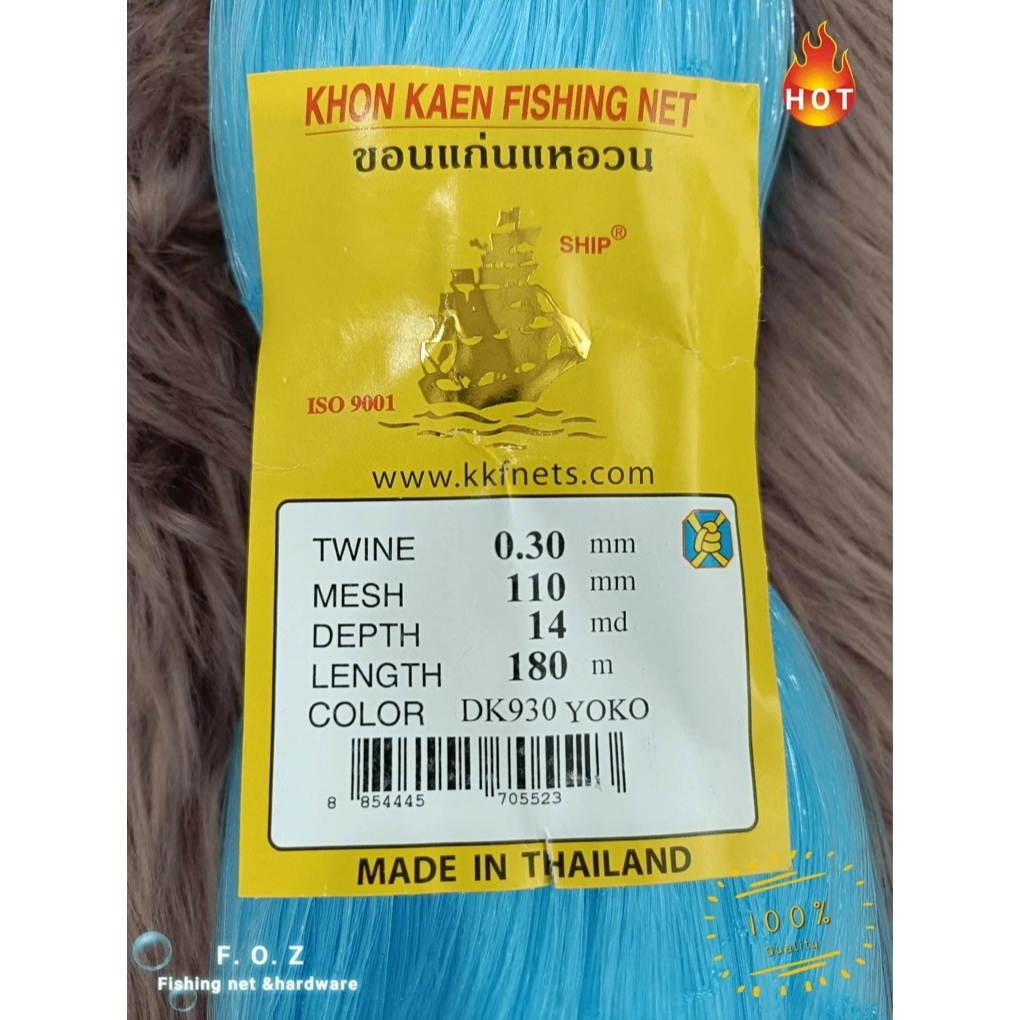 HOT
KHON KAEN FISHING NET
ขอนแก่นแหอวน
SHIP®
ISO 9001
www.kkfnets.com
TWINE 0.30 mm
MESH 110 mm
DEPTH 14 md
LENGTH 180 m
COLOR DK930 YOKO
8 854445 705523
MADE IN THAILAND
100%
Quality
F. O. Z
Fishing net &hardware